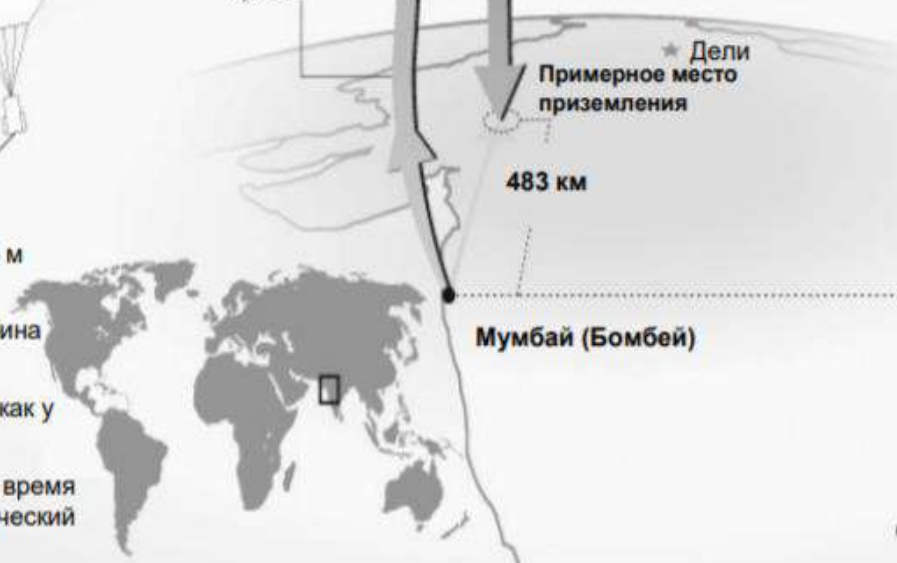 Дели
Примерное место
приземления
483 км
м
ина
Мумбай (Бомбей)
как у
время
ческий